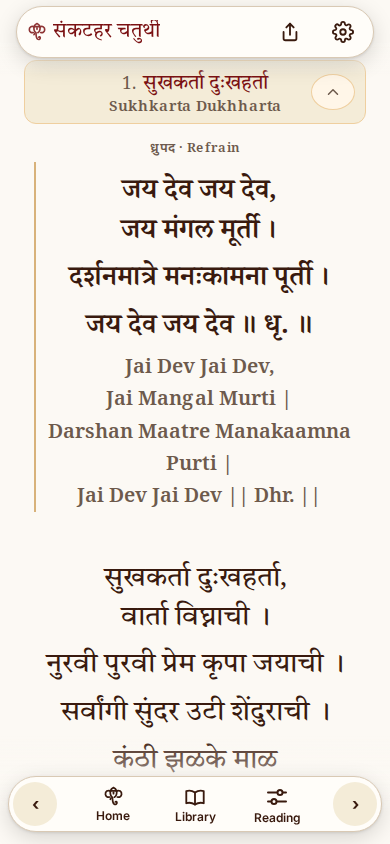 संकटहर चतुर्थी
1. सुखकर्ता दुःखहर्ता
Sukhkarta Dukhharta
ध्रुपद · Refrain
जय देव जय देव,
जय मंगल मूर्ती ।
दर्शनमात्रे मनःकामना पूर्ती ।
जय देव जय देव ॥ धृ. ॥
Jai Dev Jai Dev,
Jai Mangal Murti |
Darshan Maatre Manakaamna
Purti |
Jai Dev Jai Dev || Dhr. ||
सुखकर्ता दुःखहर्ता,
वार्ता विघ्नाची ।
नुरवी पुरवी प्रेम कृपा जयाची ।
सर्वांगी सुंदर उटी शेंदुराची ।
कंठी झळके माळ
‹
Home
Library
Reading
›